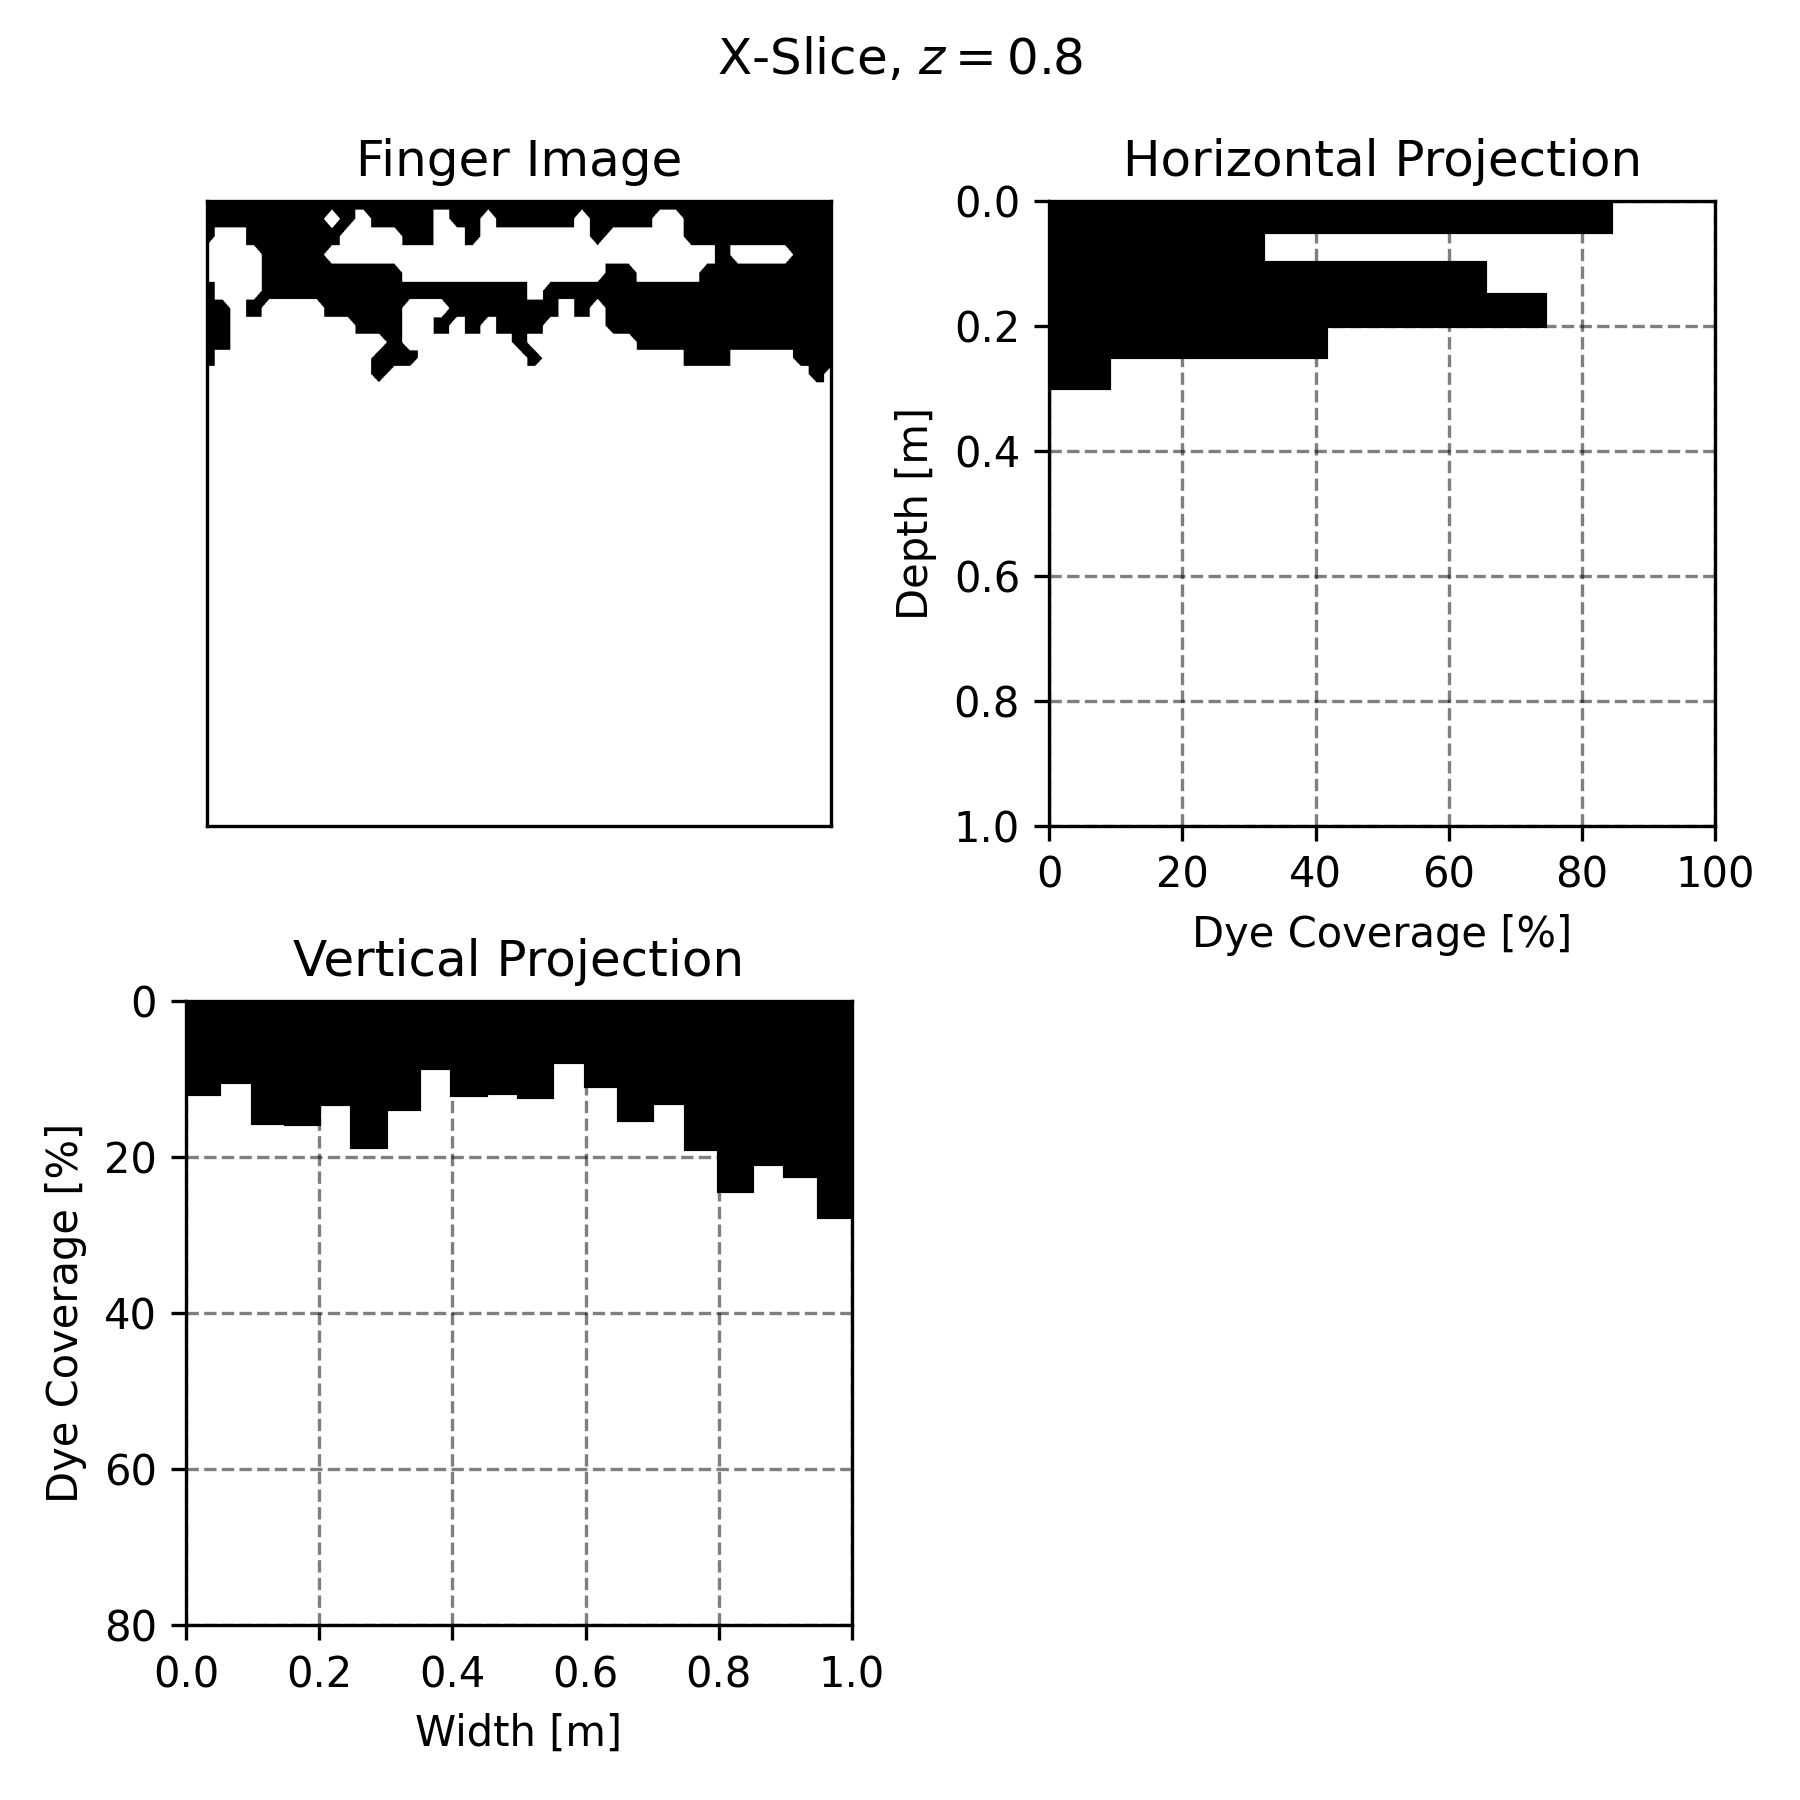 X-Slice, z = 0.8
Finger Image
Horizontal Projection
0.0
0.2
0.4
0.6
0.8
1.0
Depth [m]
0 20 40 60 80 100
Dye Coverage [%]
Vertical Projection
0
20
40
60
80
Dye Coverage [%]
0.0 0.2 0.4 0.6 0.8 1.0
Width [m]